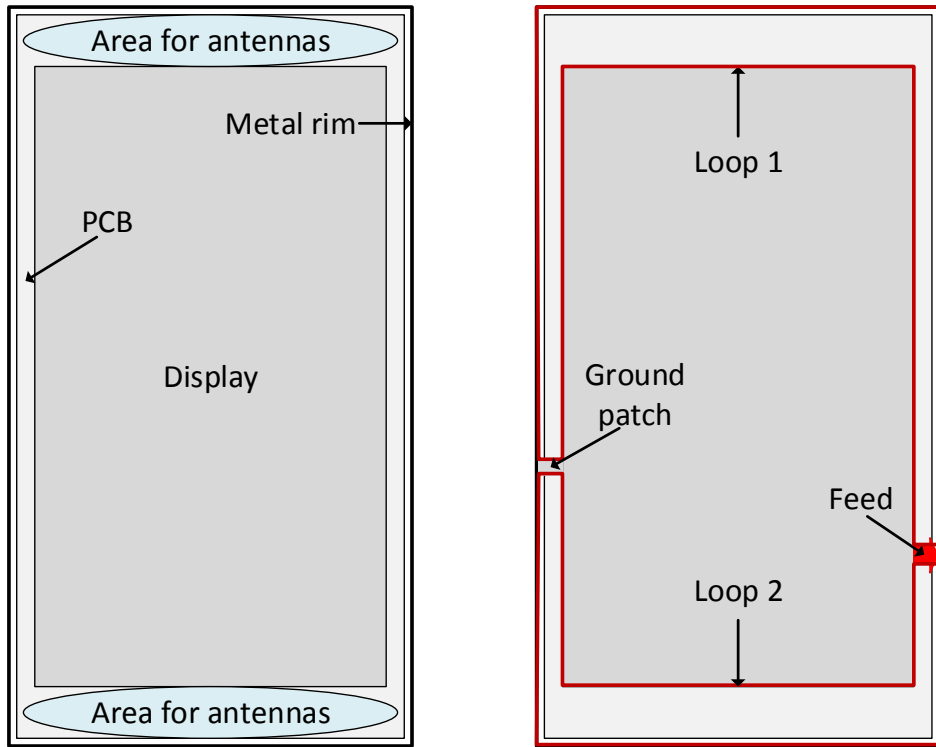 Area for antennas
Metal rim
PCB
Display
Area for antennas
Loop 1
Ground
patch
Feed
Loop 2